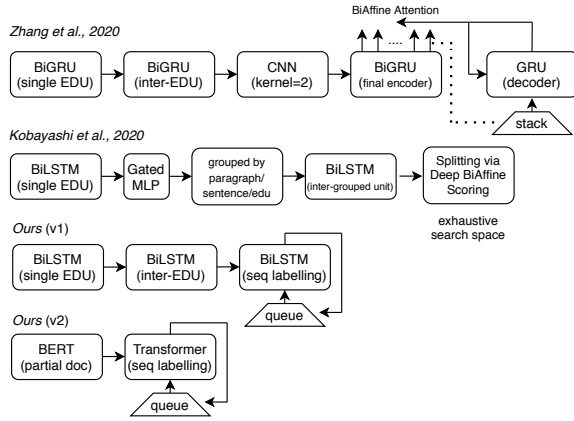 BiAffine Attention
Zhang et al., 2020
....
BiGRU
(single EDU)
BiGRU
(inter-EDU)
CNN
(kernel=2)
BiGRU
(final encoder)
GRU
(decoder)
stack
Kobayashi et al., 2020
BiLSTM
(single EDU)
Gated
MLP
grouped by
paragraph/
sentence/edu
BiLSTM
(inter-grouped unit)
Splitting via
Deep BiAffine
Scoring
exhaustive
search space
Ours (v1)
BiLSTM
(single EDU)
BiLSTM
(inter-EDU)
BiLSTM
(seq labelling)
queue
Ours (v2)
BERT
(partial doc)
Transformer
(seq labelling)
queue